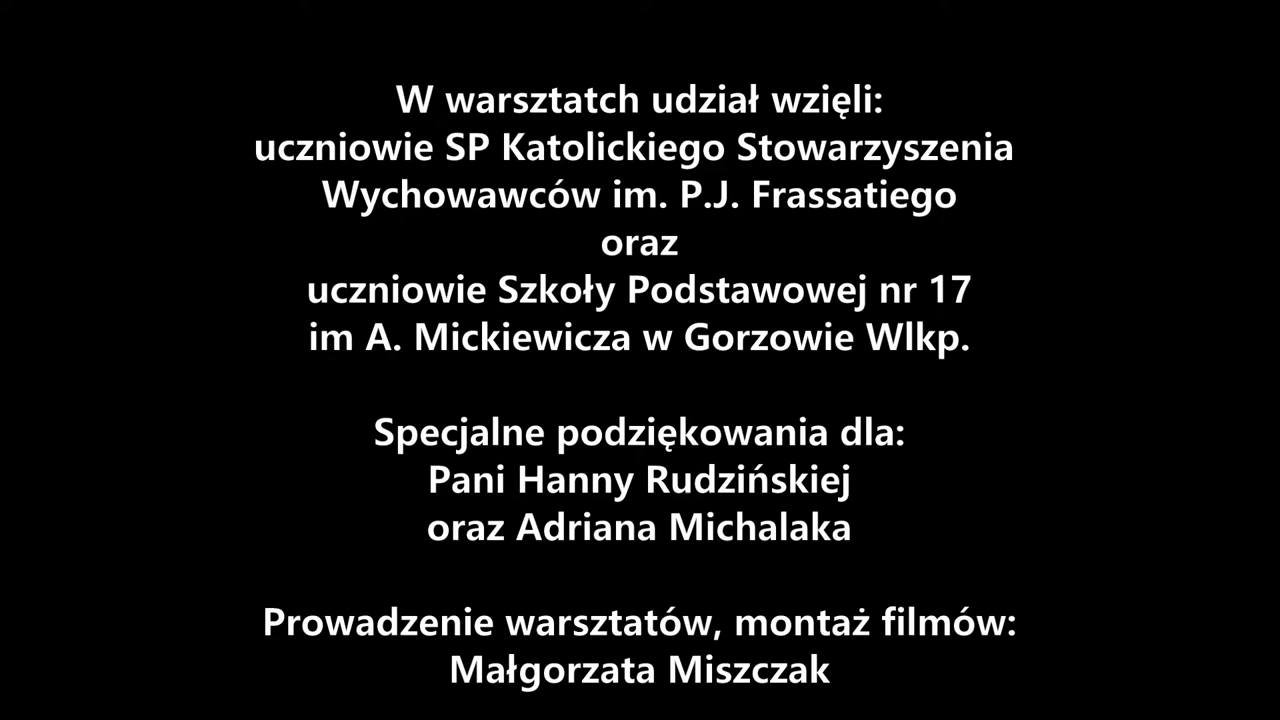 W warsztatch udział wzięli:
uczniowie SP Katolickiego Stowarzyszenia
Wychowawców im. P.J. Frassatiego
oraz
uczniowie Szkoły Podstawowej nr 17
im A. Mickiewicza w Gorzowie Wlkp.
Specjalne podziękowania dla:
Pani Hanny Rudzińskiej
oraz Adriana Michalaka
Prowadzenie warsztatów, montaż filmów:
Małgorzata Miszczak